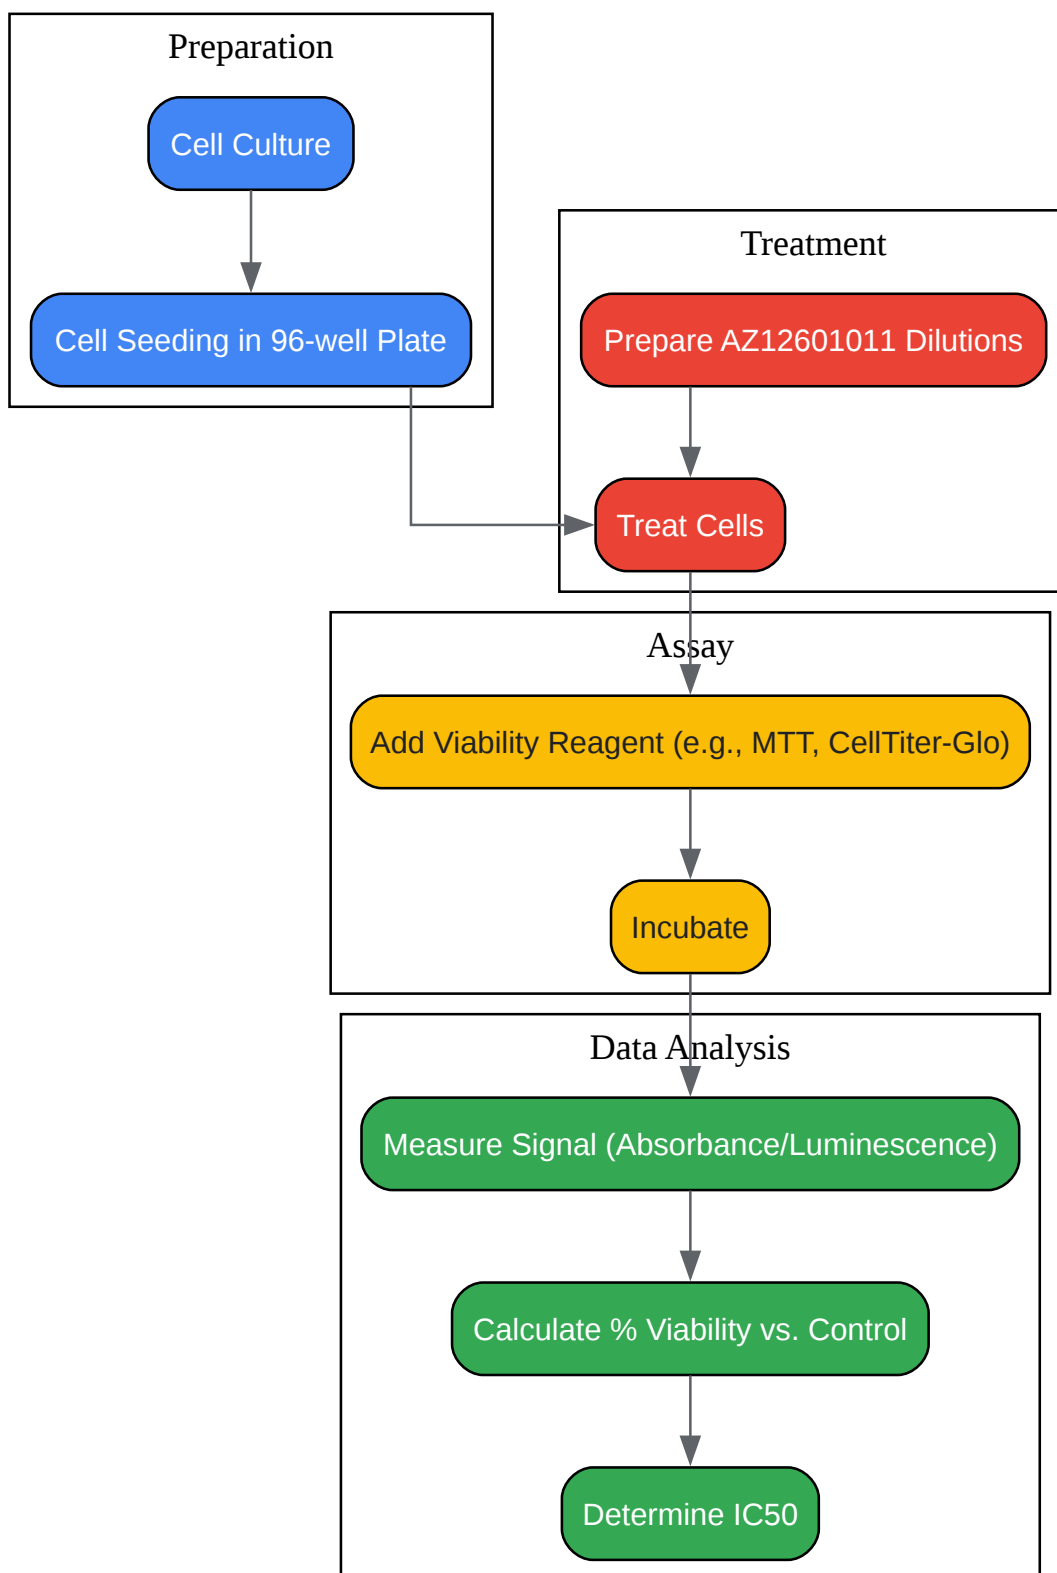 Preparation
Cell Culture
Cell Seeding in 96-well Plate
Treatment
Prepare AZ12601011 Dilutions
Treat Cells
Assay
Add Viability Reagent (e.g., MTT, CellTiter-Glo)
Incubate
Data Analysis
Measure Signal (Absorbance/Luminescence)
Calculate % Viability vs. Control
Determine IC50